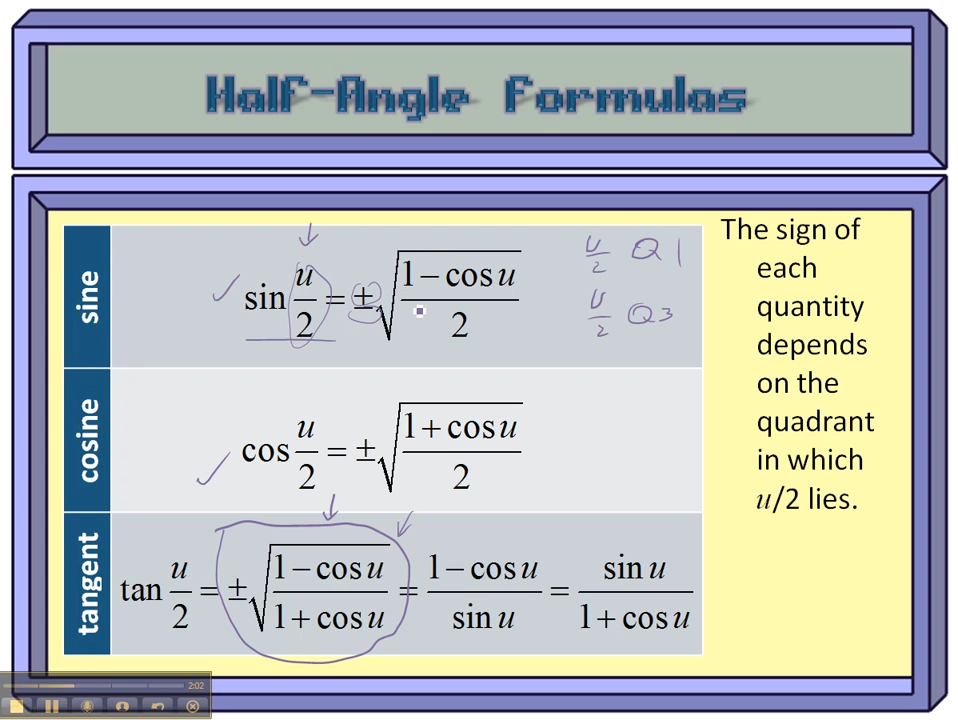 Half-Angle Formulas
sine
sin u/2 = ±√((1 − cos u)/2)
u/2 Q1
u/2 Q3
cosine
cos u/2 = ±√((1 + cos u)/2)
tangent
tan u/2 = ±√((1 − cos u)/(1 + cos u)) = (1 − cos u)/(sin u) = (sin u)/(1 + cos u)
The sign of
each
quantity
depends
on the
quadrant
in which
u/2 lies.
2:02